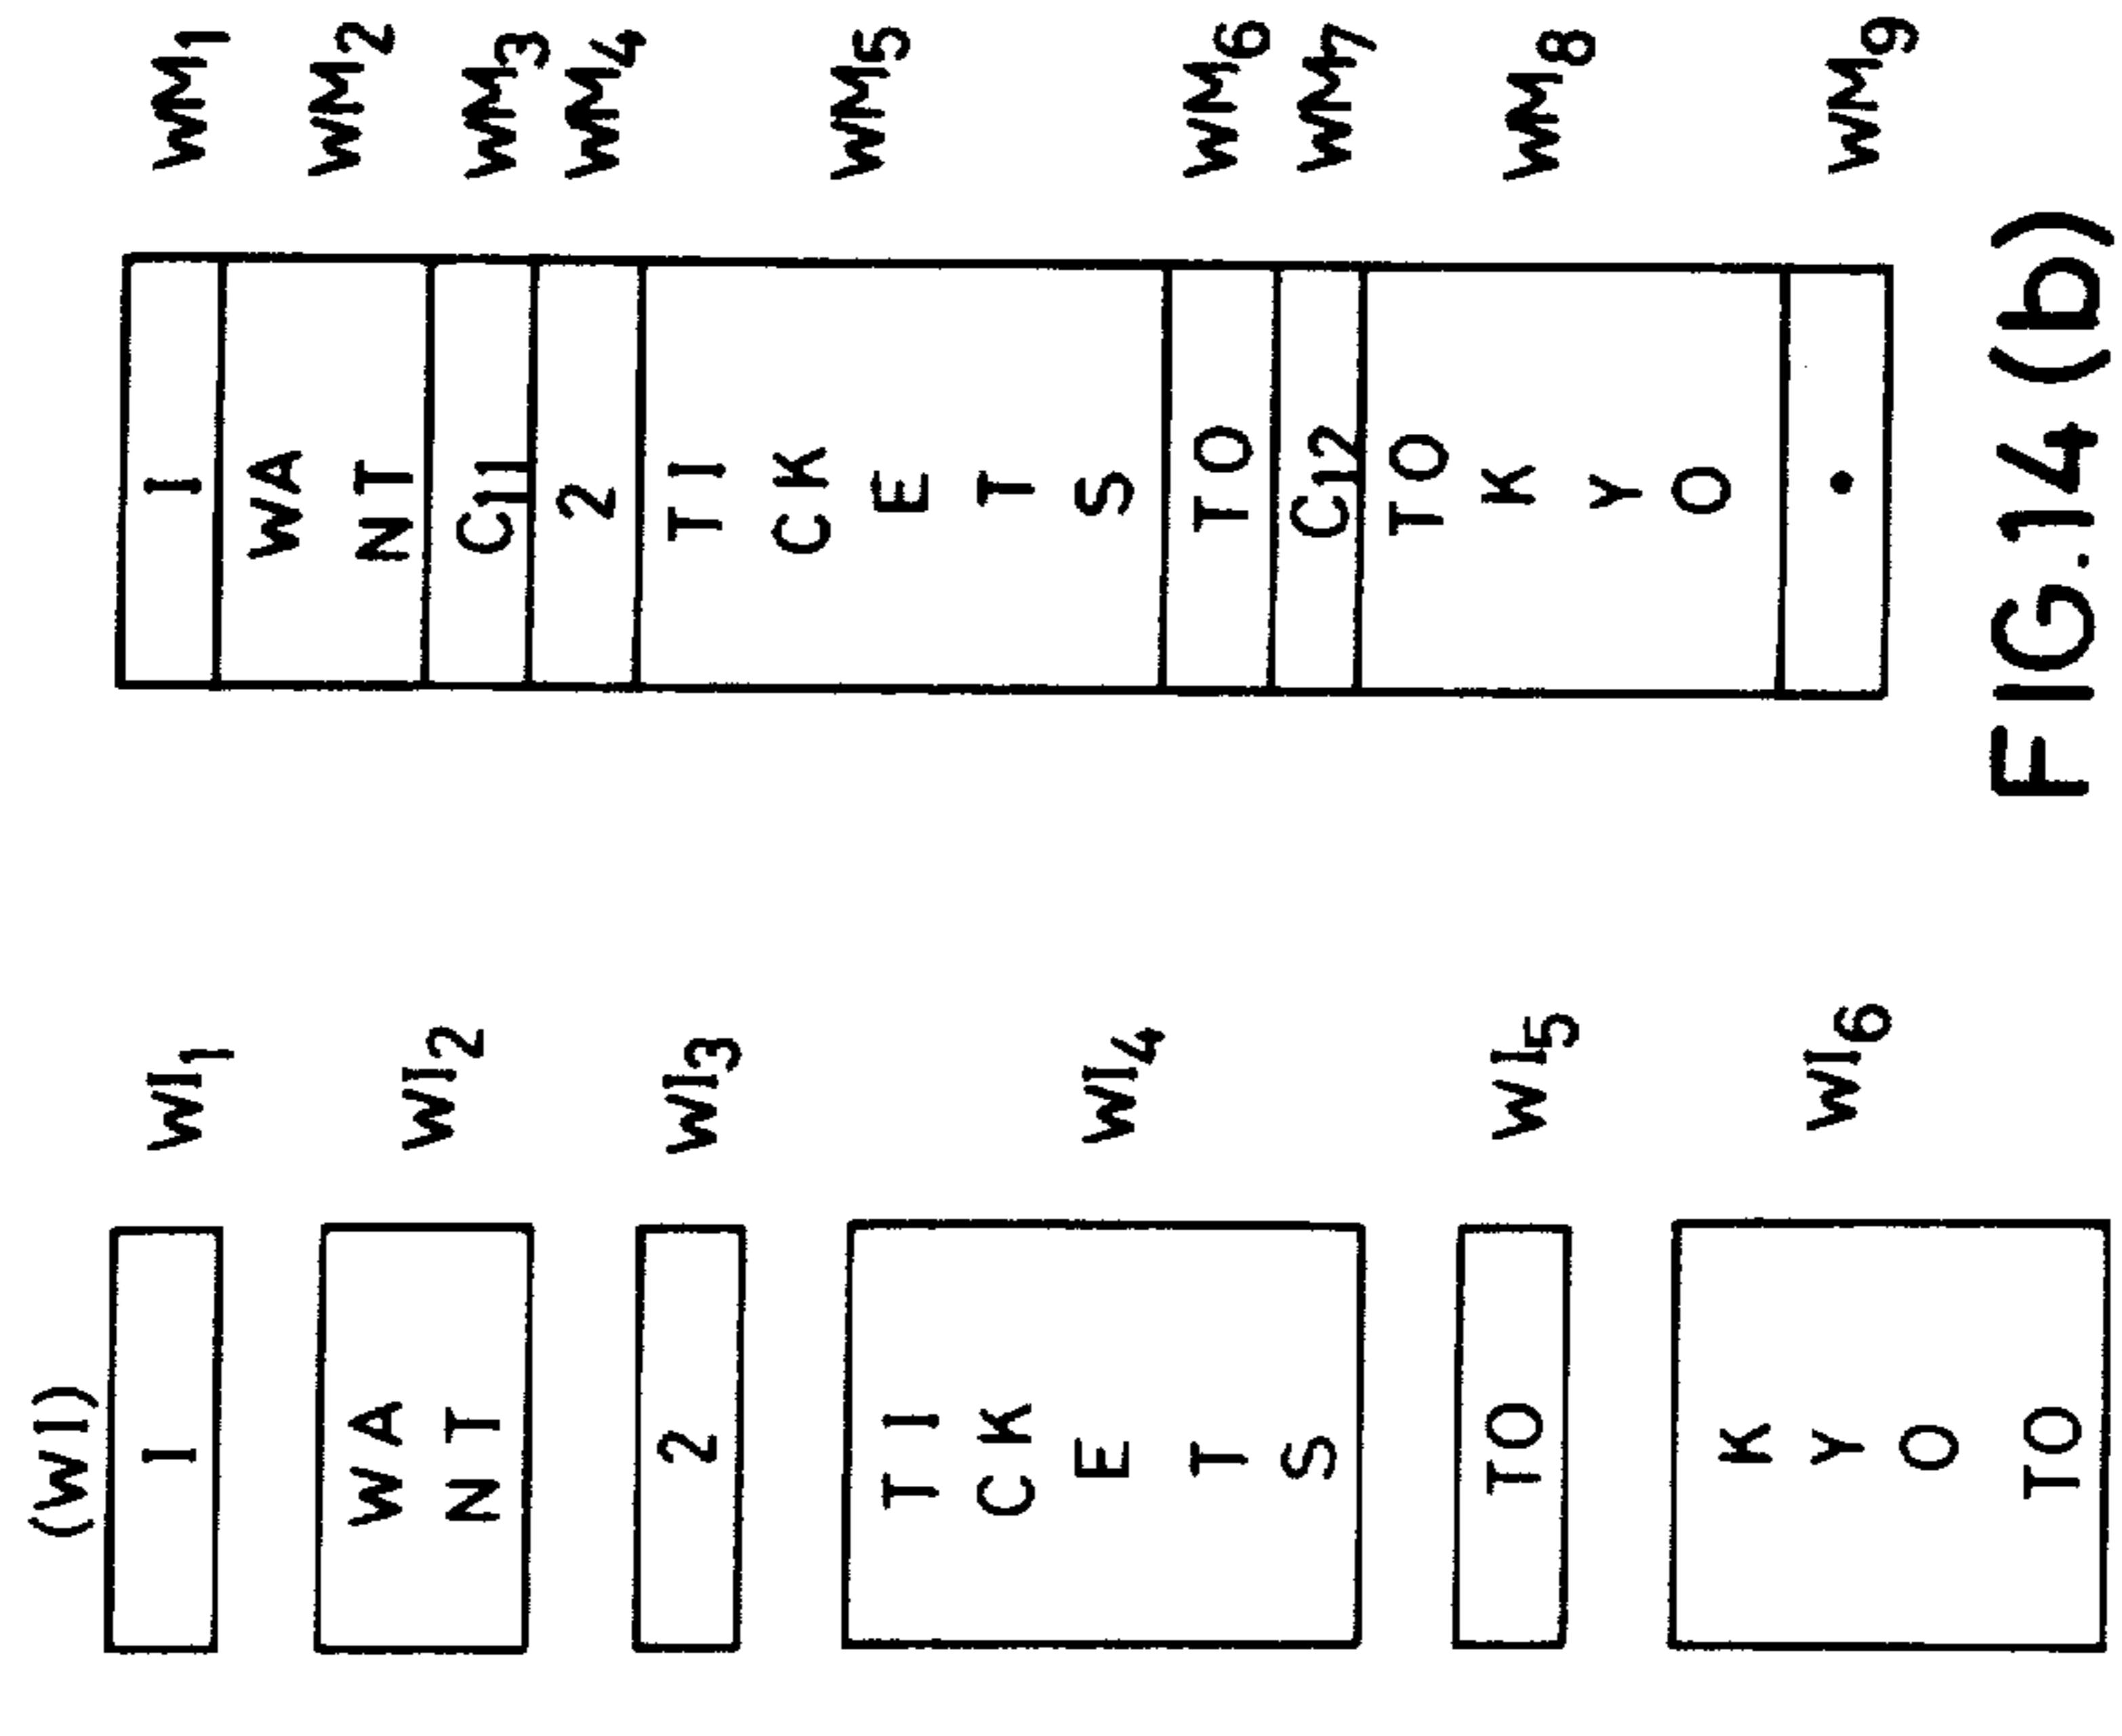 (WI)
I WI1
WA
WI2
NT
2 WI3
TI
CK
E WI4
T
S
TO WI5
K
Y WI6
O
TO
I WM1
WA
WM2
NT
C11 WM3
2 WM4
TI
CK
E WM5
T
S
TO WM6
C12 WM7
TO
K WM8
Y
O
. WM9
FIG.14 (b)